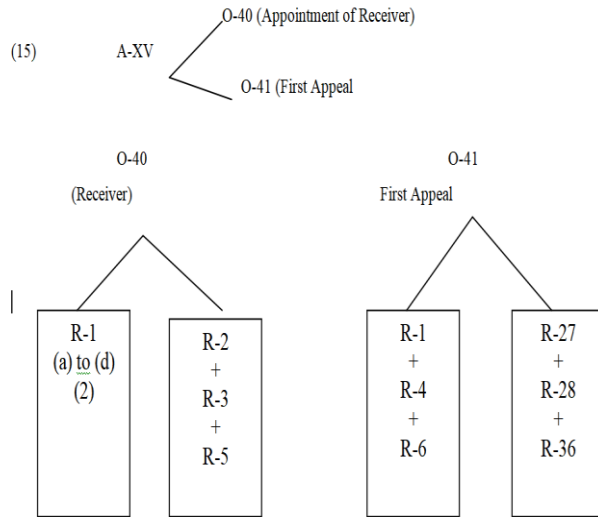 O-40 (Appointment of Receiver)
(15) A-XV
O-41 (First Appeal
O-40
(Receiver)
O-41
First Appeal
R-1
(a) to (d)
(2)
R-2
+
R-3
+
R-5
R-1
+
R-4
+
R-6
R-27
+
R-28
+
R-36